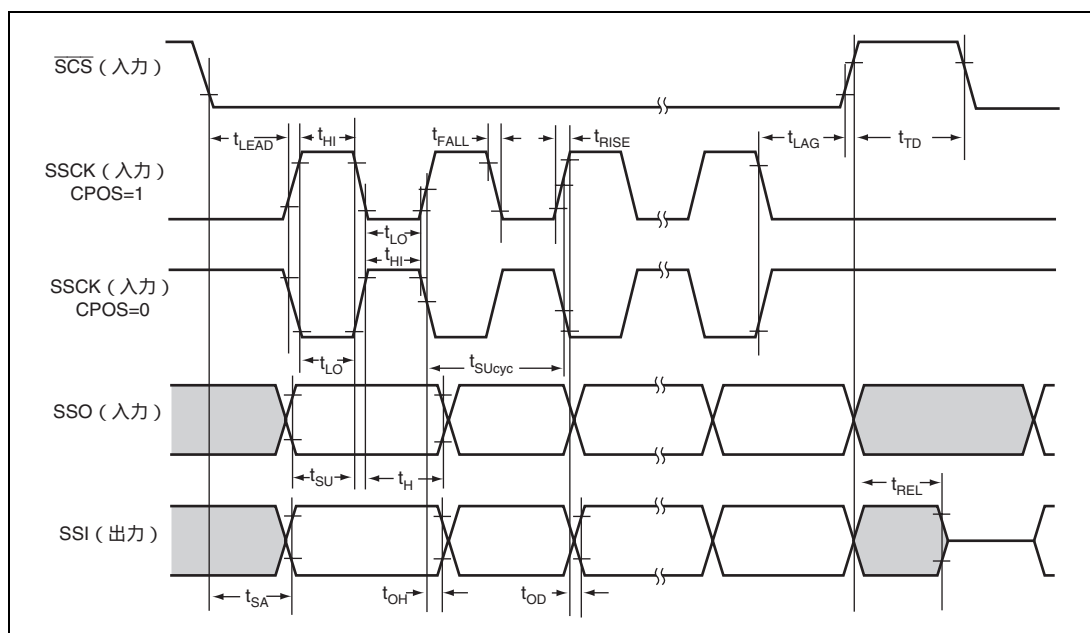 SCS（入力）
tLEAD
tHI
tFALL
tRISE
tLAG
tTD
SSCK（入力）
CPOS=1
tLO
tHI
SSCK（入力）
CPOS=0
tLO
tSUcyc
SSO（入力）
tSU
tH
tREL
SSI（出力）
tSA
tOH
tOD